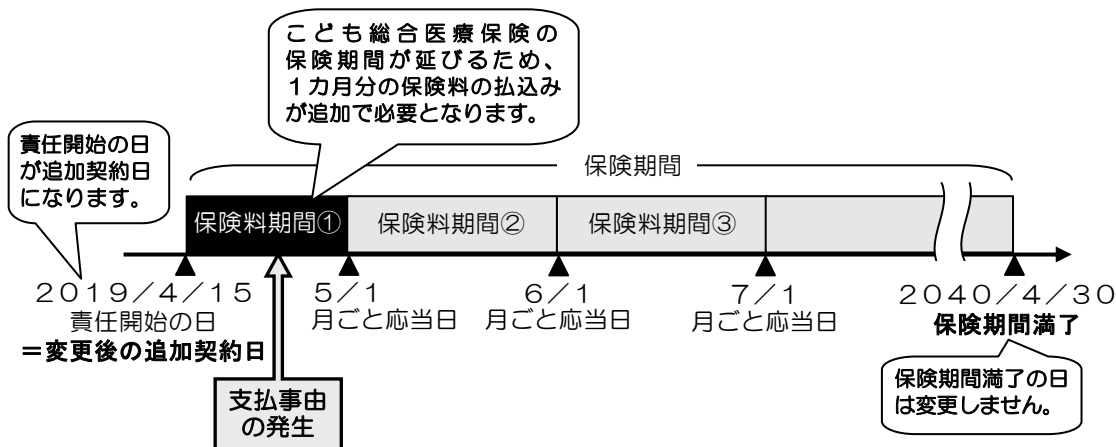 こども総合医療保険の
保険期間が延びるため、
1カ月分の保険料の払込み
が追加で必要となります。
責任開始の日
が追加契約日
になります。
保険期間
保険料期間① 保険料期間② 保険料期間③
2019/4/15 5/1 6/1 7/1 2040/4/30
責任開始の日 月ごと応当日 月ごと応当日 月ごと応当日 保険期間満了
=変更後の追加契約日
支払事由
の発生
保険期間満了の日
は変更しません。